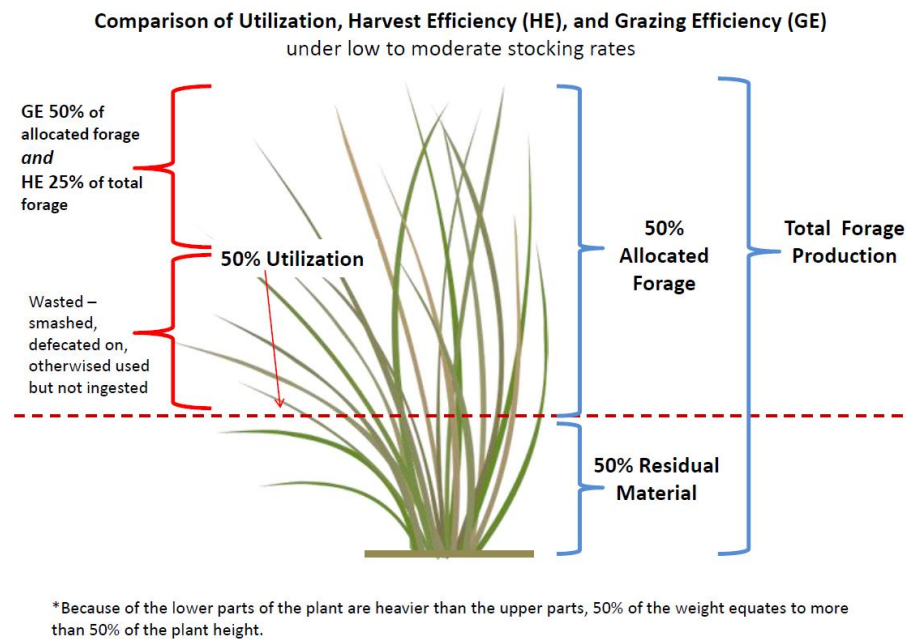 Comparison of Utilization, Harvest Efficiency (HE), and Grazing Efficiency (GE)
under low to moderate stocking rates
GE 50% of
allocated forage
and
HE 25% of total
forage
50% Utilization
Wasted –
smashed,
defecated on,
otherwised used
but not ingested
50%
Allocated
Forage
Total Forage
Production
50% Residual
Material
*Because of the lower parts of the plant are heavier than the upper parts, 50% of the weight equates to more
than 50% of the plant height.